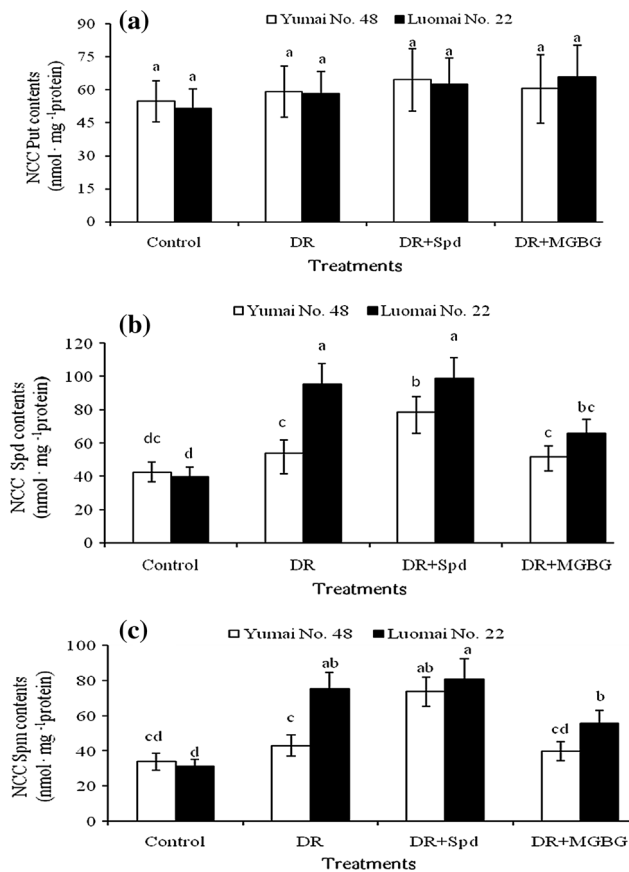 (a)
Yumai No. 48 Luomai No. 22
NCC Put contents
(nmol · mg -1protein)
90
75
60
45
30
15
0
a a a a a a a a
Control DR DR+Spd DR+MGBG
Treatments
(b)
Yumai No. 48 Luomai No. 22
NCC Spd contents
(nmol · mg -1protein)
120
100
80
60
40
20
0
dc d c a b a c bc
Control DR DR+Spd DR+MGBG
Treatments
(c)
Yumai No. 48 Luomai No. 22
NCC Spm contents
(nmol · mg -1protein)
100
80
60
40
20
0
cd d c ab ab a cd b
Control DR DR+Spd DR+MGBG
Treatments